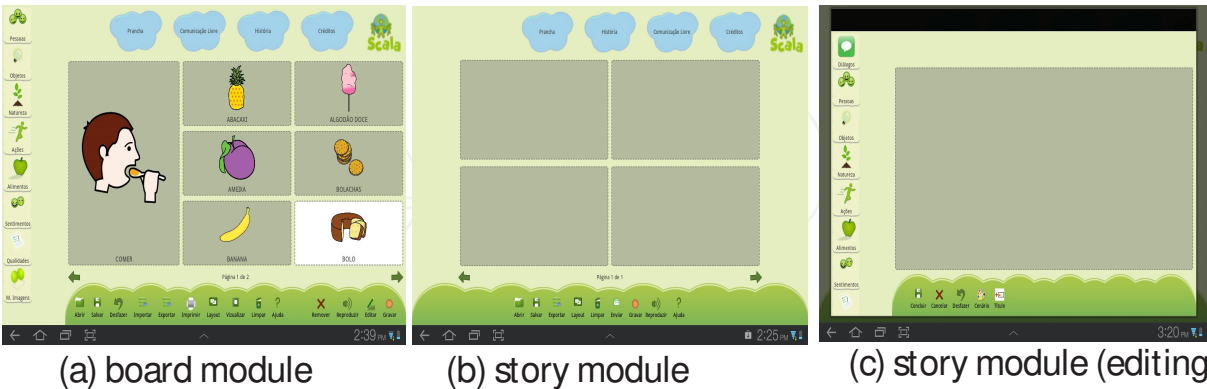 Prancha
Comunicação Livre
História
Créditos
Scala
Pessoas
Objetos
Natureza
Ações
Alimentos
Sentimentos
Qualidades
M. Imagens
COMER
ABACAXI
ALGODÃO DOCE
AMEIXA
BOLACHAS
BANANA
BOLO
Página 1 de 2
Abrir Salvar Desfazer Importar Exportar Imprimir Layout Visualizar Limpar Ajuda Remover Reproduzir Editar Gravar
2:39 PM
(a) board module
Prancha
História
Comunicação Livre
Créditos
Scala
Página 1 de 1
Abrir Salvar Exportar Layout Limpar Enviar Gravar Reproduzir Ajuda
2:25 PM
(b) story module
Diálogos
Pessoas
Objetos
Natureza
Ações
Alimentos
Sentimentos
Concluir Cancelar Desfazer Cenário Título
3:20 PM
(c) story module (editing